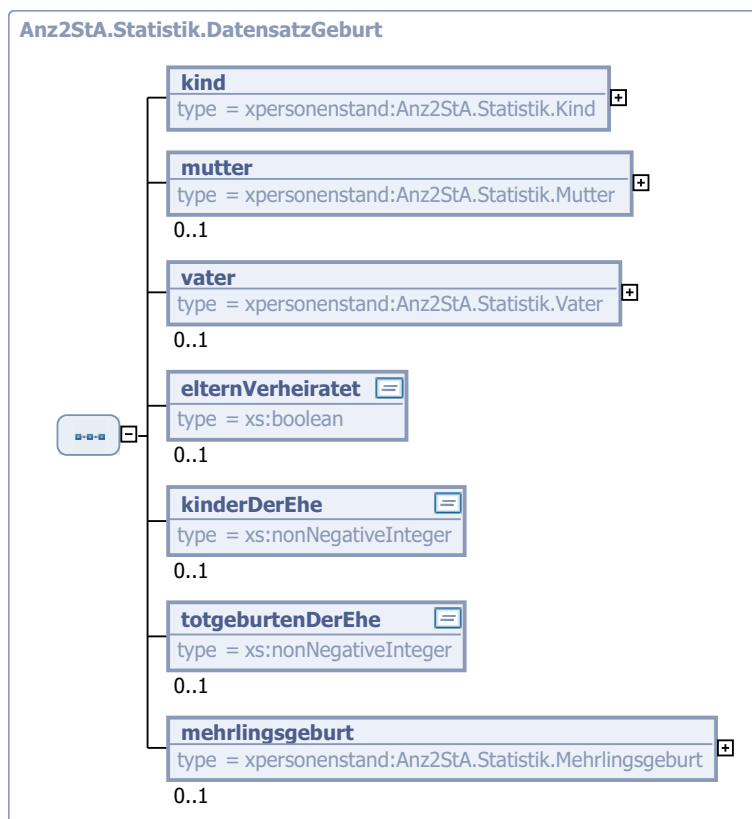 Anz2StA.Statistik.DatensatzGeburt
kind
type = xpersonenstand:Anz2StA.Statistik.Kind
mutter
type = xpersonenstand:Anz2StA.Statistik.Mutter
0..1
vater
type = xpersonenstand:Anz2StA.Statistik.Vater
0..1
elternVerheiratet
type = xs:boolean
0..1
kinderDerEhe
type = xs:nonNegativeInteger
0..1
totgeburtenDerEhe
type = xs:nonNegativeInteger
0..1
mehrlingsgeburt
type = xpersonenstand:Anz2StA.Statistik.Mehrlingsgeburt
0..1